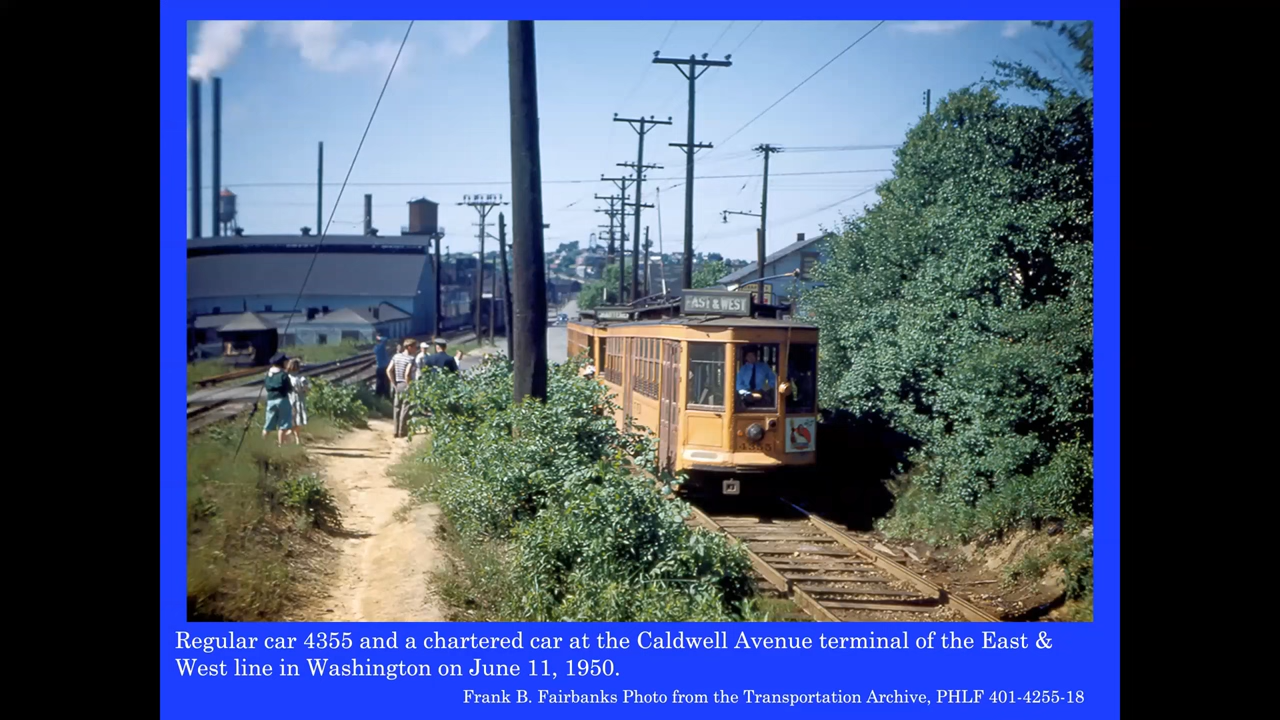 EAST & WEST
4355
Regular car 4355 and a chartered car at the Caldwell Avenue terminal of the East &
West line in Washington on June 11, 1950.
Frank B. Fairbanks Photo from the Transportation Archive, PHLF 401-4255-18